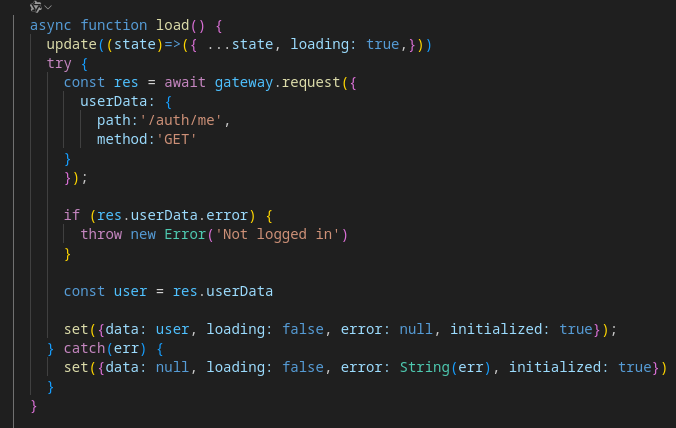 async function load() {
update((state)=>({ ...state, loading: true,}))
try {
const res = await gateway.request({
userData: {
path:'/auth/me',
method:'GET'
}
});
if (res.userData.error) {
throw new Error('Not logged in')
}
const user = res.userData
set({data: user, loading: false, error: null, initialized: true});
} catch(err) {
set({data: null, loading: false, error: String(err), initialized: true})
}
}